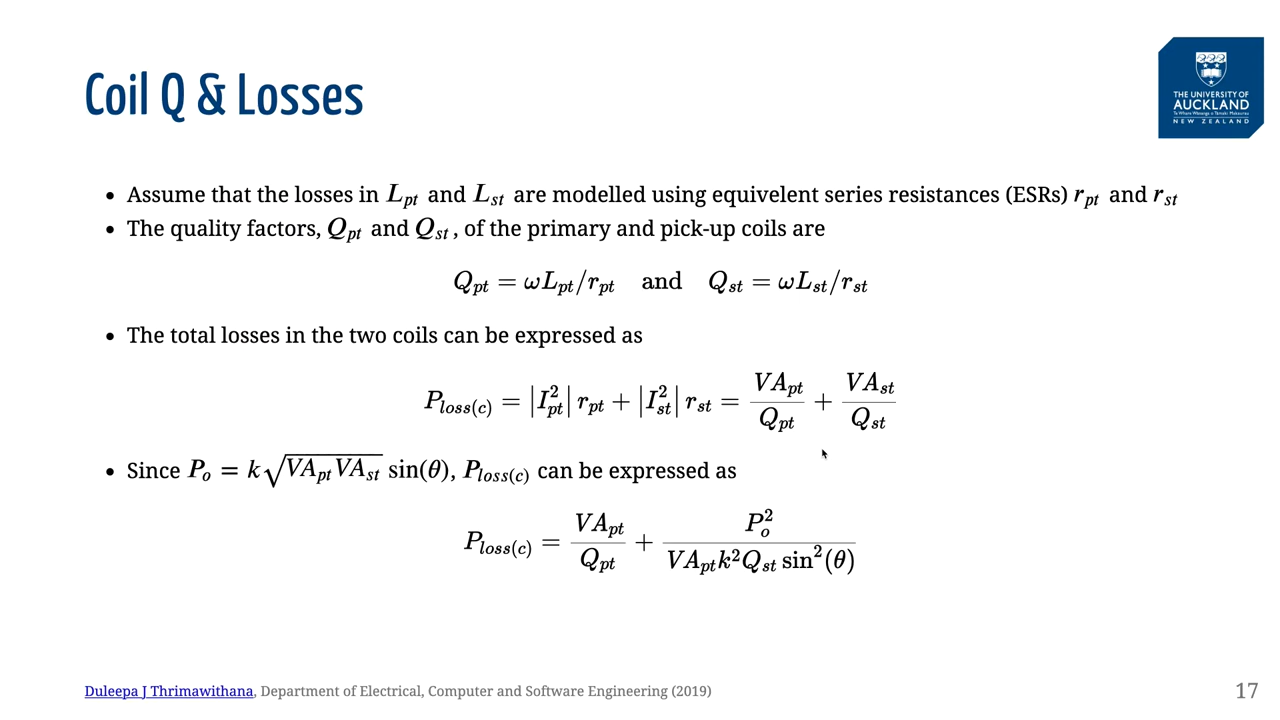 Coil Q & Losses
THE UNIVERSITY OF
AUCKLAND
Te Whare Wānanga o Tāmaki Makaurau
NEW ZEALAND
• Assume that the losses in L_pt and L_st are modelled using equivelent series resistances (ESRs) r_pt and r_st
• The quality factors, Q_pt and Q_st, of the primary and pick-up coils are
Q_pt = ωL_pt/r_pt and Q_st = ωL_st/r_st
• The total losses in the two coils can be expressed as
P_loss(c) = |I_pt^2| r_pt + |I_st^2| r_st = VA_pt/Q_pt + VA_st/Q_st
• Since P_o = k√(VA_pt VA_st) sin(θ), P_loss(c) can be expressed as
P_loss(c) = VA_pt/Q_pt + P_o^2/(VA_pt k^2 Q_st sin^2(θ))
Duleepa J Thrimawithana, Department of Electrical, Computer and Software Engineering (2019)
17